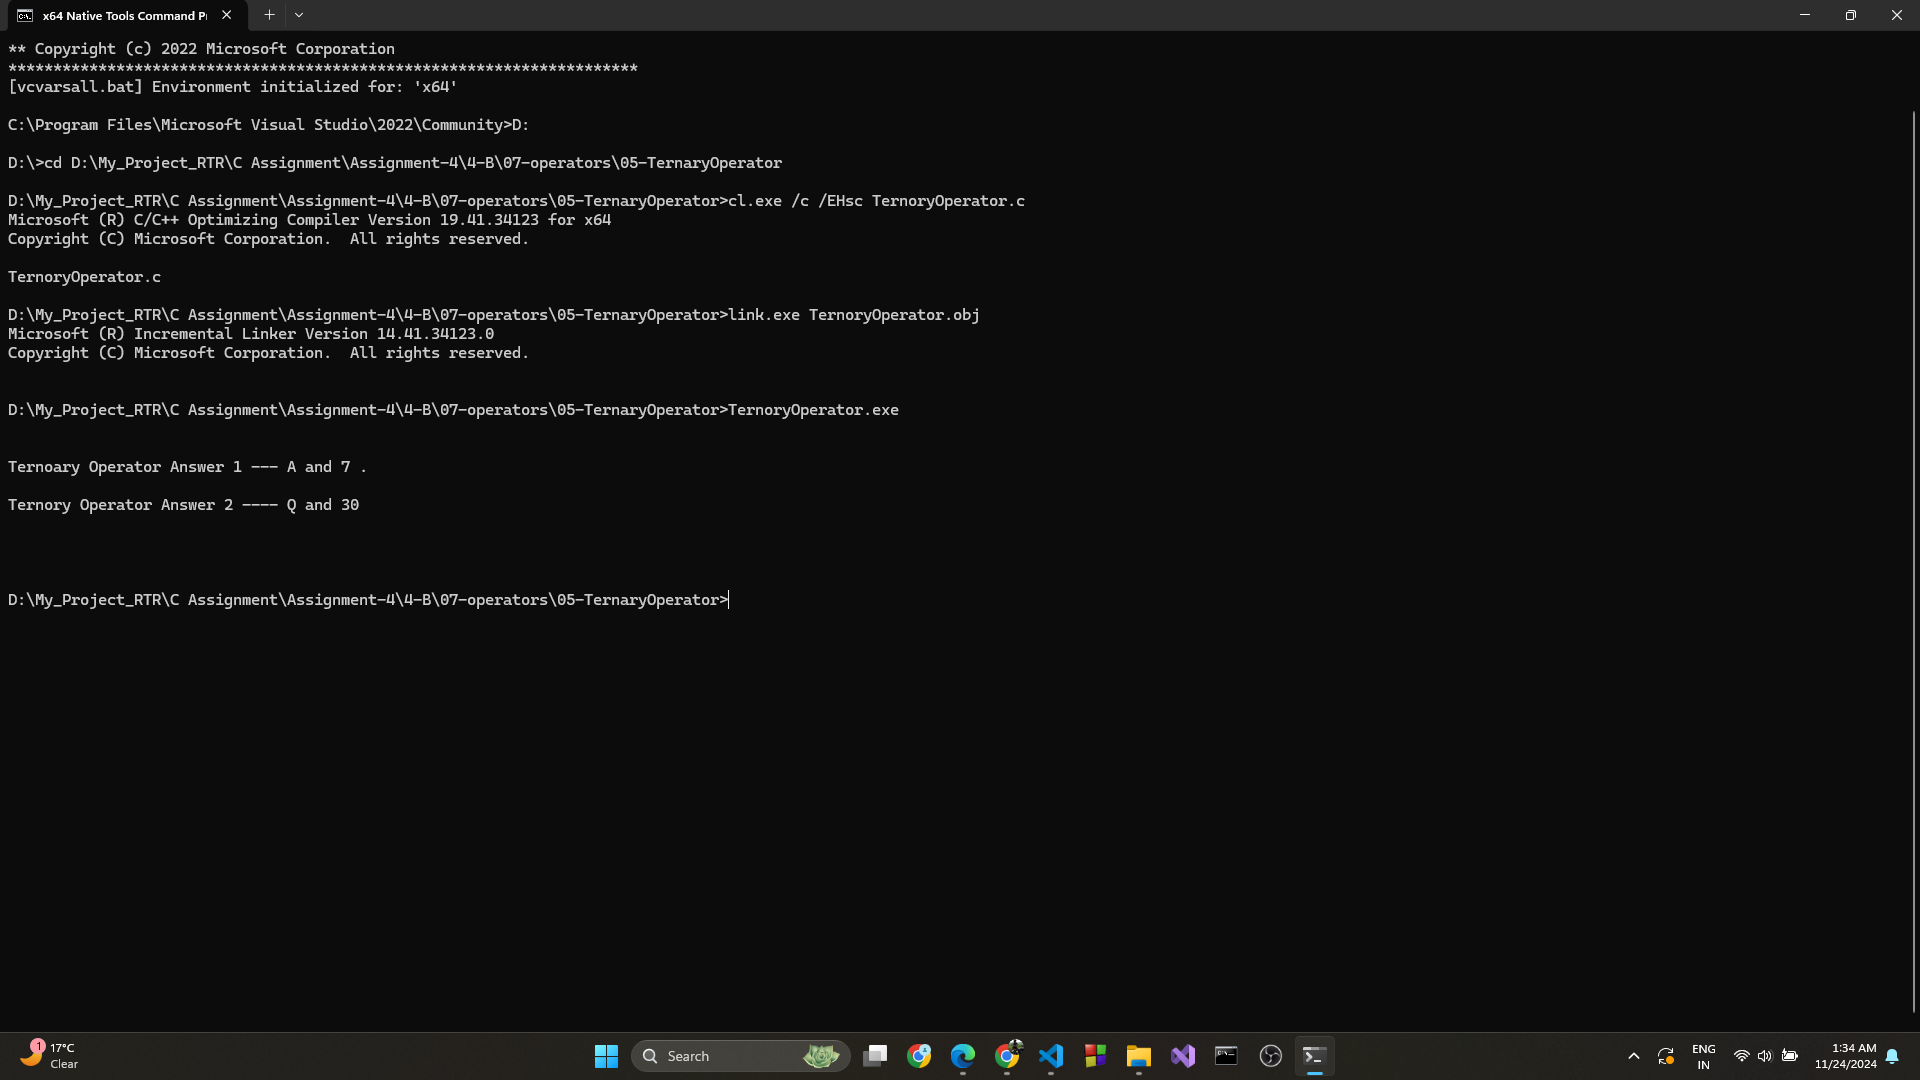 x64 Native Tools Command P
** Copyright (c) 2022 Microsoft Corporation
**********************************************************************
[vcvarsall.bat] Environment initialized for: 'x64'
C:\Program Files\Microsoft Visual Studio\2022\Community>D:
D:\>cd D:\My_Project_RTR\C Assignment\Assignment-4\4-B\07-operators\05-TernaryOperator
D:\My_Project_RTR\C Assignment\Assignment-4\4-B\07-operators\05-TernaryOperator>cl.exe /c /EHsc TernoryOperator.c
Microsoft (R) C/C++ Optimizing Compiler Version 19.41.34123 for x64
Copyright (C) Microsoft Corporation.  All rights reserved.
TernoryOperator.c
D:\My_Project_RTR\C Assignment\Assignment-4\4-B\07-operators\05-TernaryOperator>link.exe TernoryOperator.obj
Microsoft (R) Incremental Linker Version 14.41.34123.0
Copyright (C) Microsoft Corporation.  All rights reserved.
D:\My_Project_RTR\C Assignment\Assignment-4\4-B\07-operators\05-TernaryOperator>TernoryOperator.exe
Ternoary Operator Answer 1 --- A and 7 .
Ternory Operator Answer 2 ---- Q and 30
D:\My_Project_RTR\C Assignment\Assignment-4\4-B\07-operators\05-TernaryOperator>
1
17°C
Clear
Search
ENG
IN
1:34 AM
11/24/2024